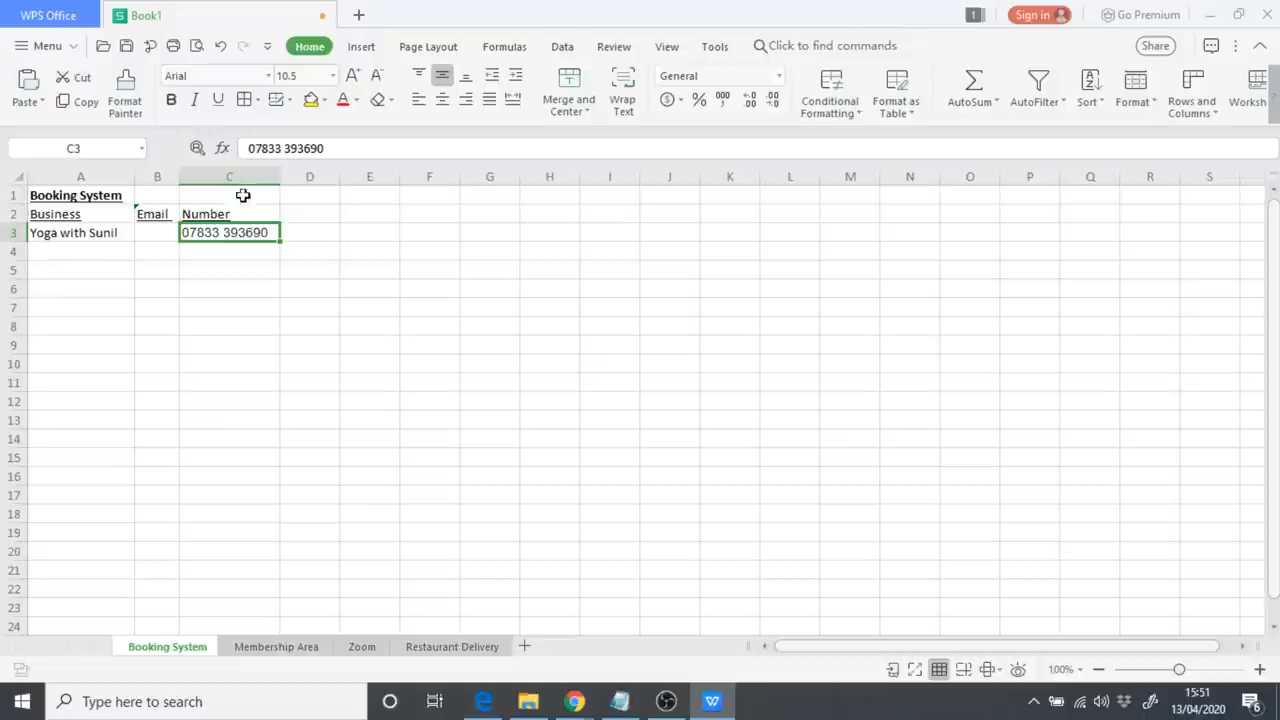 WPS Office Book1 1 Sign in Go Premium
Menu Home Insert Page Layout Formulas Data Review View Tools Click to find commands Share
Paste Cut Copy Format Painter Arial 10.5 Merge and Center Wrap Text General Conditional Formatting Format as Table AutoSum AutoFilter Sort Format Rows and Columns Worksh
C3 fx 07833 393690
A B C D E F G H I J K L M N O P Q R S
1 Booking System
2 Business Email Number
3 Yoga with Sunil 07833 393690
4
5
6
7
8
9
10
11
12
13
14
15
16
17
18
19
20
21
22
23
24
Booking System Membership Area Zoom Restaurant Delivery
100%
Type here to search 15:51
13/04/2020 6